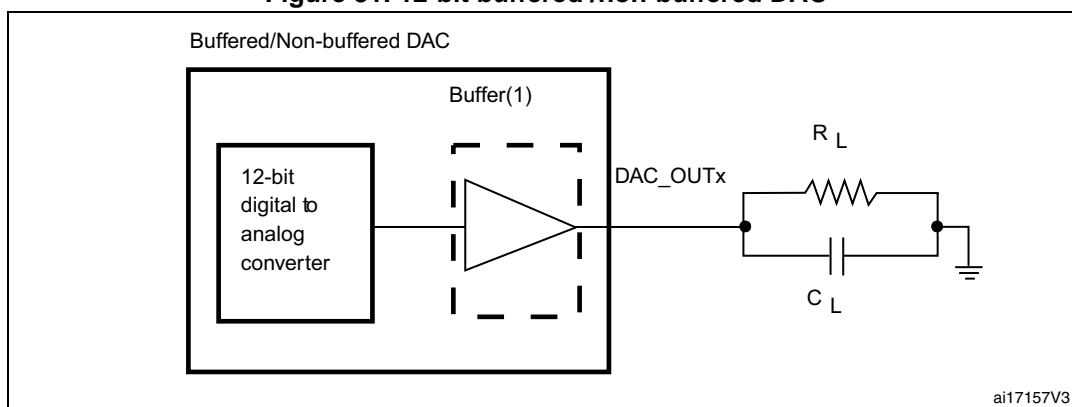 Buffered/Non-buffered DAC
Buffer(1)
12-bit
digital to
analog
converter
DAC_OUTx
R L
C L
ai17157V3